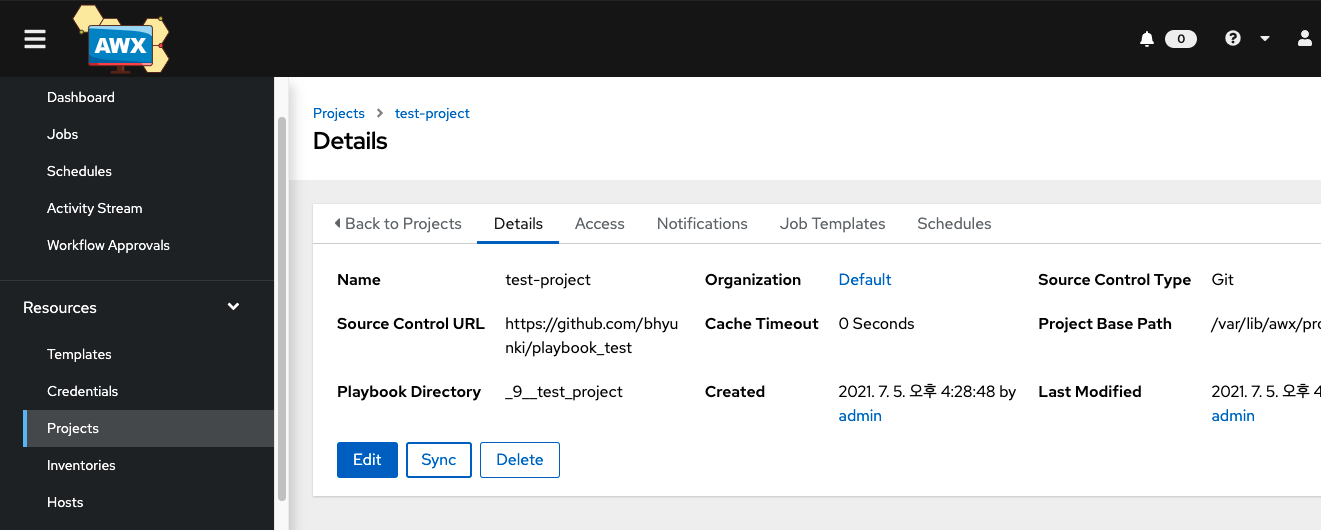 AWX
0
Dashboard
Jobs
Schedules
Activity Stream
Workflow Approvals
Resources
Templates
Credentials
Projects
Inventories
Hosts
Projects > test-project
Details
Back to Projects Details Access Notifications Job Templates Schedules
Name test-project Organization Default Source Control Type Git
Source Control URL https://github.com/bhyu Cache Timeout 0 Seconds Project Base Path /var/lib/awx/pro
nki/playbook_test
Playbook Directory _9__test_project Created 2021. 7. 5. 오후 4:28:48 by Last Modified 2021. 7. 5. 오후 4
admin admin
Edit Sync Delete